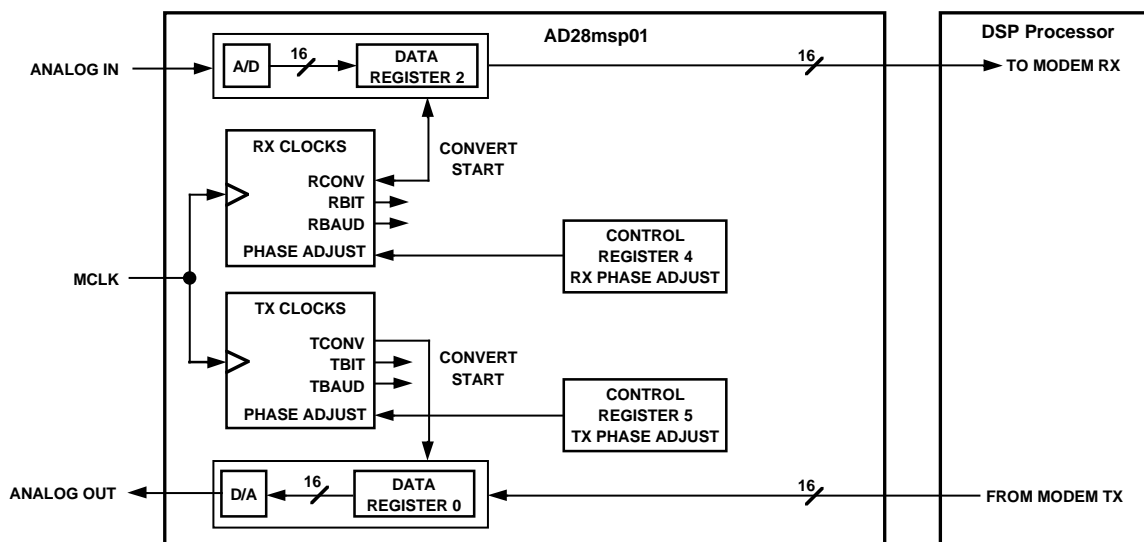 AD28msp01
DSP Processor
ANALOG IN
A/D
16
DATA
REGISTER 2
16
TO MODEM RX
RX CLOCKS
CONVERT
START
RCONV
RBIT
RBAUD
PHASE ADJUST
CONTROL
REGISTER 4
RX PHASE ADJUST
MCLK
TX CLOCKS
TCONV
TBIT
TBAUD
PHASE ADJUST
CONVERT
START
CONTROL
REGISTER 5
TX PHASE ADJUST
ANALOG OUT
D/A
16
DATA
REGISTER 0
16
FROM MODEM TX